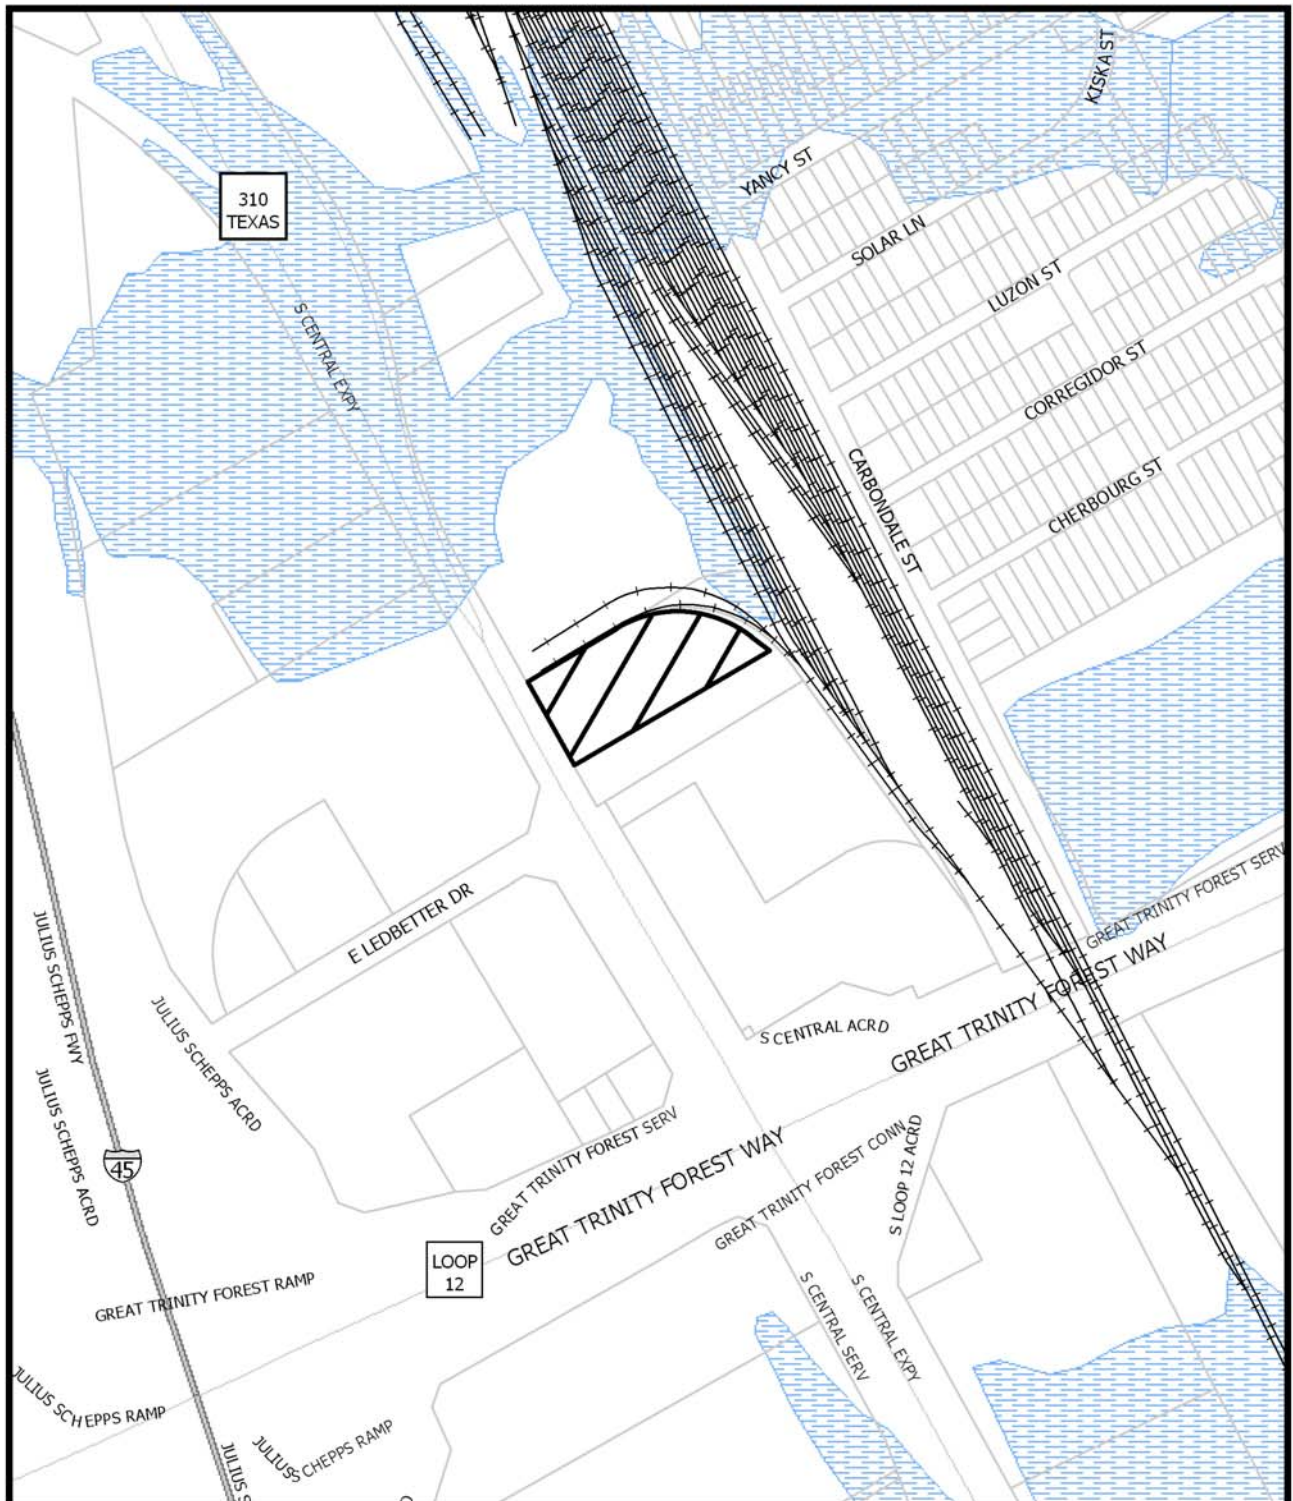 KISKA ST
YANCY ST
310
TEXAS
SOLAR LN
LUZON ST
S CENTRAL EXPY
CORREGIDOR ST
CARBONDALE ST
CHERBOURG ST
E LEDBETTER DR
GREAT TRINITY FOREST SERV
JULIUS SCHEPPS FWY
GREAT TRINITY FOREST WAY
JULIUS SCHEPPS ACRD
S CENTRAL ACRD
JULIUS SCHEPPS ACRD
45
GREAT TRINITY FOREST SERV
GREAT TRINITY FOREST WAY
GREAT TRINITY FOREST CONN
S LOOP 12 ACRD
LOOP
12
GREAT TRINITY FOREST RAMP
S CENTRAL SERV
S CENTRAL EXPY
JULIUS SCHEPPS RAMP
JULIUS SCHEPPS RAMP
JULIUS S